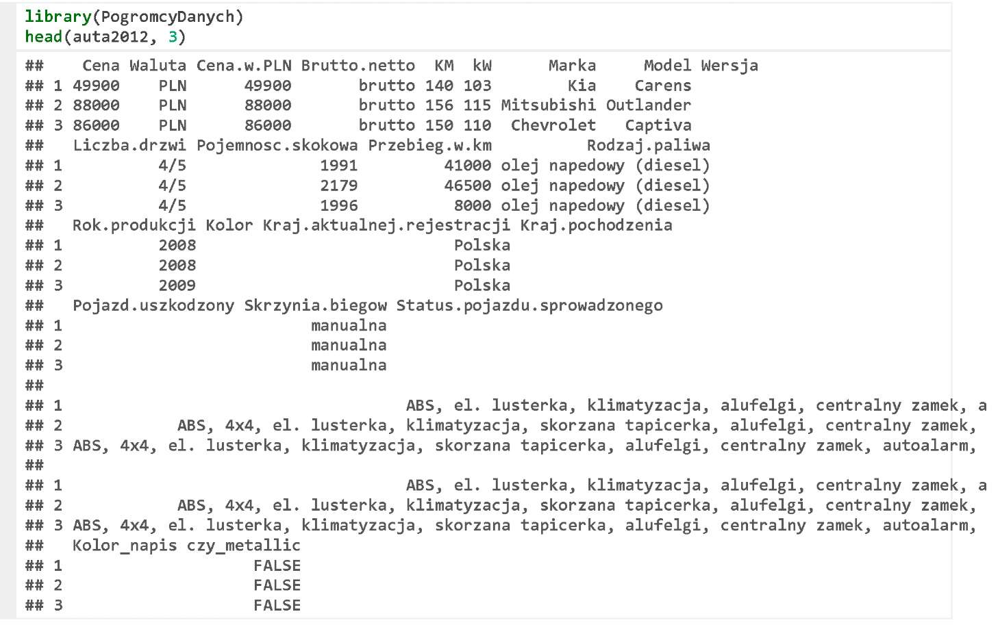 library(PogromcyDanych)
head(auta2012, 3)
##    Cena Waluta Cena.w.PLN Brutto.netto  KM  kW      Marka     Model Wersja
## 1 49900    PLN      49900       brutto 140 103        Kia    Carens
## 2 88000    PLN      88000       brutto 156 115 Mitsubishi Outlander
## 3 86000    PLN      86000       brutto 150 110  Chevrolet   Captiva
##   Liczba.drzwi Pojemnosc.skokowa Przebieg.w.km          Rodzaj.paliwa
## 1          4/5              1991         41000 olej napedowy (diesel)
## 2          4/5              2179         46500 olej napedowy (diesel)
## 3          4/5              1996          8000 olej napedowy (diesel)
##   Rok.produkcji Kolor Kraj.aktualnej.rejestracji Kraj.pochodzenia
## 1          2008                           Polska
## 2          2008                           Polska
## 3          2009                           Polska
##   Pojazd.uszkodzony Skrzynia.biegow Status.pojazdu.sprowadzonego
## 1                          manualna
## 2                          manualna
## 3                          manualna
##
## 1                                    ABS, el. lusterka, klimatyzacja, alufelgi, centralny zamek, a
## 2            ABS, 4x4, el. lusterka, klimatyzacja, skorzana tapicerka, alufelgi, centralny zamek,
## 3 ABS, 4x4, el. lusterka, klimatyzacja, skorzana tapicerka, alufelgi, centralny zamek, autoalarm,
##
## 1                                    ABS, el. lusterka, klimatyzacja, alufelgi, centralny zamek, a
## 2            ABS, 4x4, el. lusterka, klimatyzacja, skorzana tapicerka, alufelgi, centralny zamek,
## 3 ABS, 4x4, el. lusterka, klimatyzacja, skorzana tapicerka, alufelgi, centralny zamek, autoalarm,
##   Kolor_napis czy_metallic
## 1                    FALSE
## 2                    FALSE
## 3                    FALSE